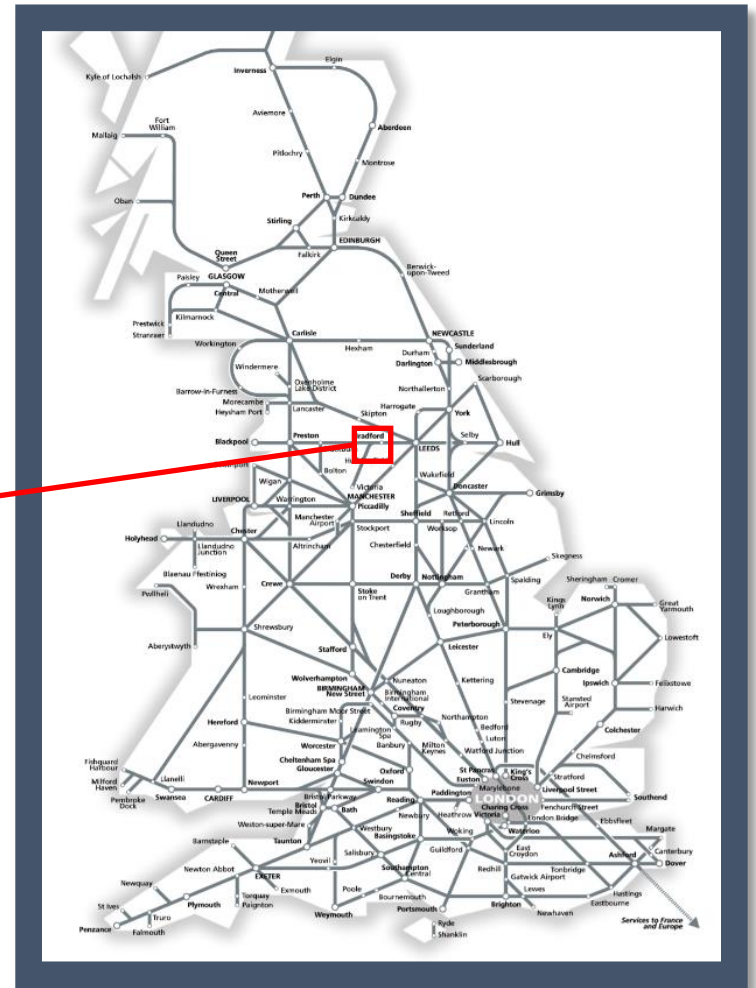 Elgin
Kyle of Lochalsh
Inverness
Aviemore
Fort
William
Mallaig
Aberdeen
Pitlochry
Montrose
Oban
Perth
Dundee
Stirling
Kirkcaldy
EDINBURGH
Queen
Street
Falkirk
Berwick-
upon-Tweed
Paisley
GLASGOW
Central
Motherwell
Prestwick
Kilmarnock
Stranraer
Carlisle
NEWCASTLE
Workington
Hexham
Sunderland
Durham
Darlington
Middlesbrough
Windermere
Scarborough
Oxenholme
Lake District
Barrow-in-Furness
Northallerton
Morecambe
Heysham Port
Lancaster
Harrogate
York
Skipton
Blackpool
Preston
radford
LEEDS
Selby
Hull
Bolton
Wakefield
Wigan
Victoria
MANCHESTER
Piccadilly
Doncaster
Grimsby
LIVERPOOL
Warrington
Manchester
Airport
Stockport
Sheffield
Retford
Worksop
Lincoln
Llandudno
Holyhead
Llandudno
Junction
Chester
Altrincham
Chesterfield
Newark
Skegness
Blaenau Ffestiniog
Pwllheli
Wrexham
Crewe
Stoke
on Trent
Derby
Nottingham
Grantham
Spalding
Sheringham
Cromer
Kings
Lynn
Norwich
Great
Yarmouth
Loughborough
Peterborough
Ely
Lowestoft
Aberystwyth
Shrewsbury
Stafford
Leicester
Wolverhampton
BIRMINGHAM
New Street
Nuneaton
Birmingham
International
Kettering
Cambridge
Ipswich
Felixstowe
Leominster
Birmingham Moor Street
Kidderminster
Coventry
Rugby
Northampton
Stevenage
Stansted
Airport
Harwich
Hereford
Leamington
Spa
Bedford
Colchester
Worcester
Banbury
Milton
Keynes
Luton
Watford Junction
Abergavenny
Cheltenham Spa
Gloucester
Oxford
St Pancras
Euston
King's
Cross
Chelmsford
Stratford
Fishguard
Harbour
Milford
Haven
Pembroke
Dock
Llanelli
Swansea
CARDIFF
Newport
Swindon
Paddington
Marylebone
Liverpool Street
LONDON
Southend
Bristol Parkway
Bristol
Temple Meads
Bath
Reading
Newbury
Heathrow
Victoria
Charing Cross
Fenchurch Street
London Bridge
Ebbsfleet
Weston-super-Mare
Westbury
Basingstoke
Woking
Waterloo
Margate
Barnstaple
Taunton
Salisbury
Guildford
East
Croydon
Canterbury
Newton Abbot
EXETER
Yeovil
Southampton
Central
Redhill
Gatwick Airport
Tonbridge
Ashford
Dover
Newquay
St Ives
Truro
Plymouth
Torquay
Paignton
Exmouth
Poole
Bournemouth
Lewes
Hastings
Eastbourne
Penzance
Falmouth
Weymouth
Portsmouth
Brighton
Newhaven
Ryde
Shanklin
Services to France
and Europe